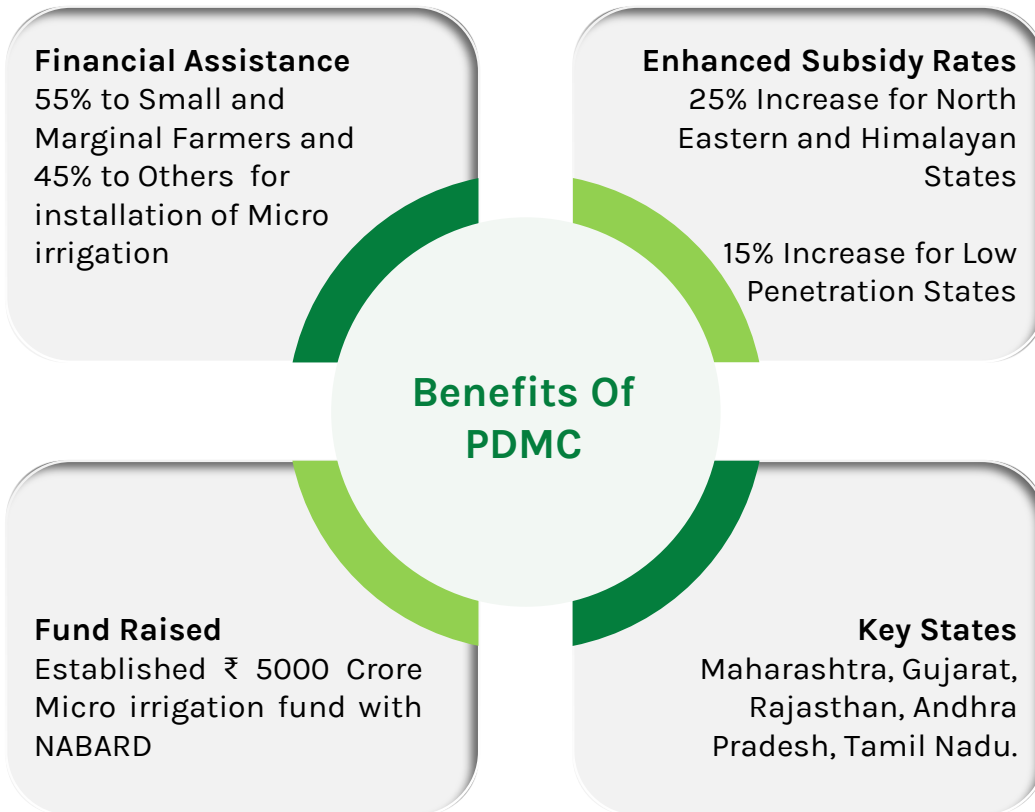 Financial Assistance
55% to Small and
Marginal Farmers and
45% to Others for
installation of Micro
irrigation
Enhanced Subsidy Rates
25% Increase for North
Eastern and Himalayan
States
15% Increase for Low
Penetration States
Benefits Of
PDMC
Fund Raised
Established ₹ 5000 Crore
Micro irrigation fund with
NABARD
Key States
Maharashtra, Gujarat,
Rajasthan, Andhra
Pradesh, Tamil Nadu.